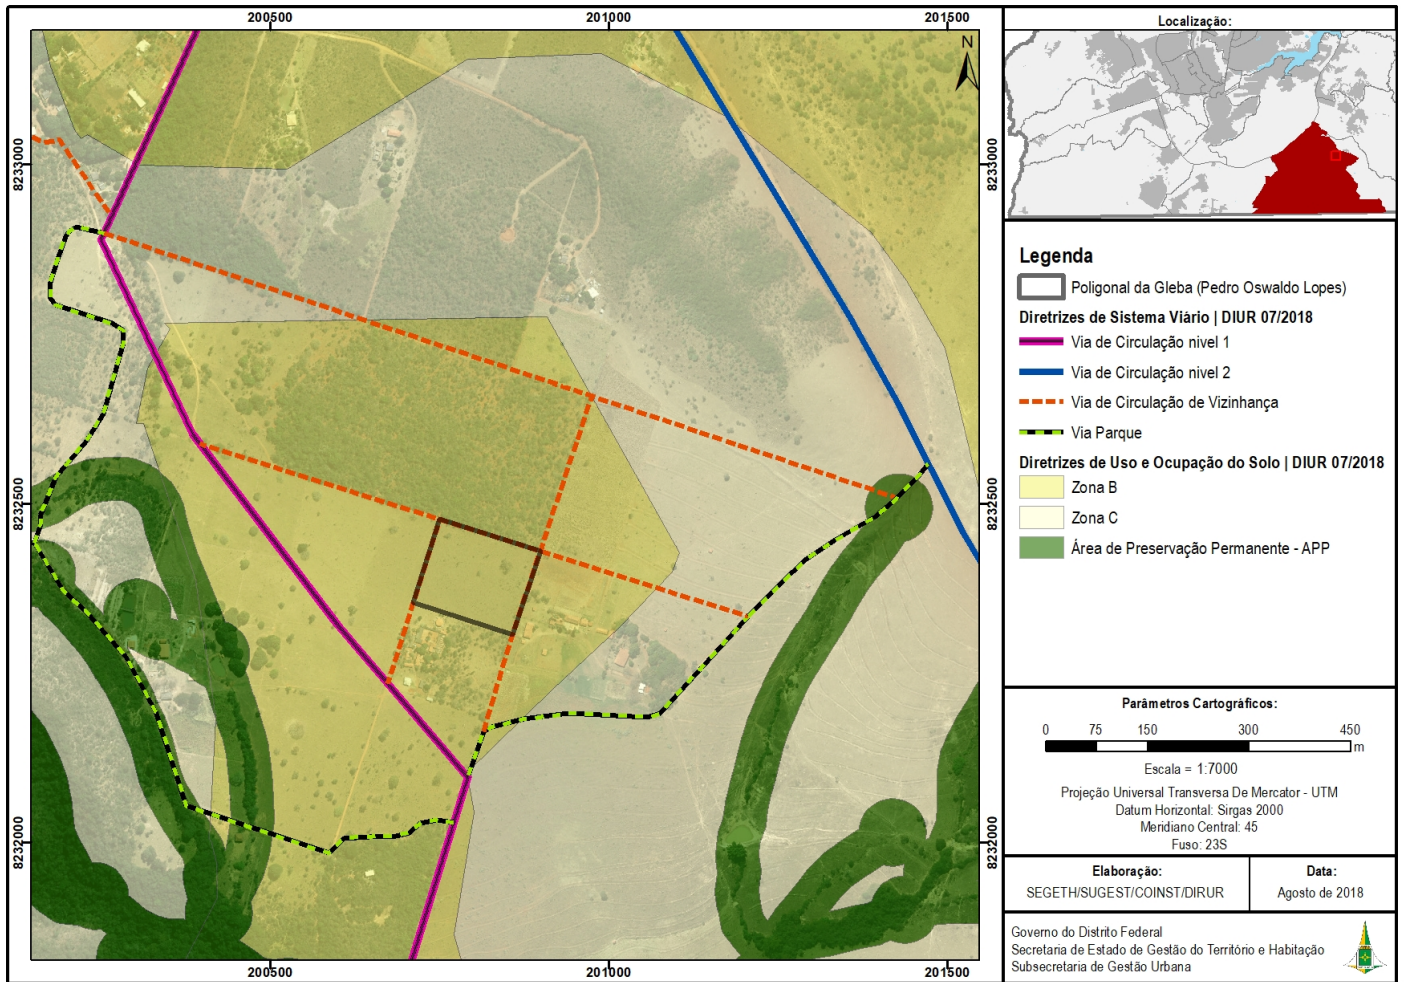 200500
201000
201500
8233000
8232500
8232000
8233000
8232500
8232000
200500
201000
201500
N
Localização:
Legenda
Poligonal da Gleba (Pedro Oswaldo Lopes)
Diretrizes de Sistema Viário | DIUR 07/2018
Via de Circulação nivel 1
Via de Circulação nivel 2
Via de Circulação de Vizinhança
Via Parque
Diretrizes de Uso e Ocupação do Solo | DIUR 07/2018
Zona B
Zona C
Área de Preservação Permanente - APP
Parâmetros Cartográficos:
0 75 150 300 450
m
Escala = 1:7000
Projeção Universal Transversa De Mercator - UTM
Datum Horizontal: Sirgas 2000
Meridiano Central: 45
Fuso: 23S
Elaboração:
SEGETH/SUGEST/COINST/DIRUR
Data:
Agosto de 2018
Governo do Distrito Federal
Secretaria de Estado de Gestão do Território e Habitação
Subsecretaria de Gestão Urbana